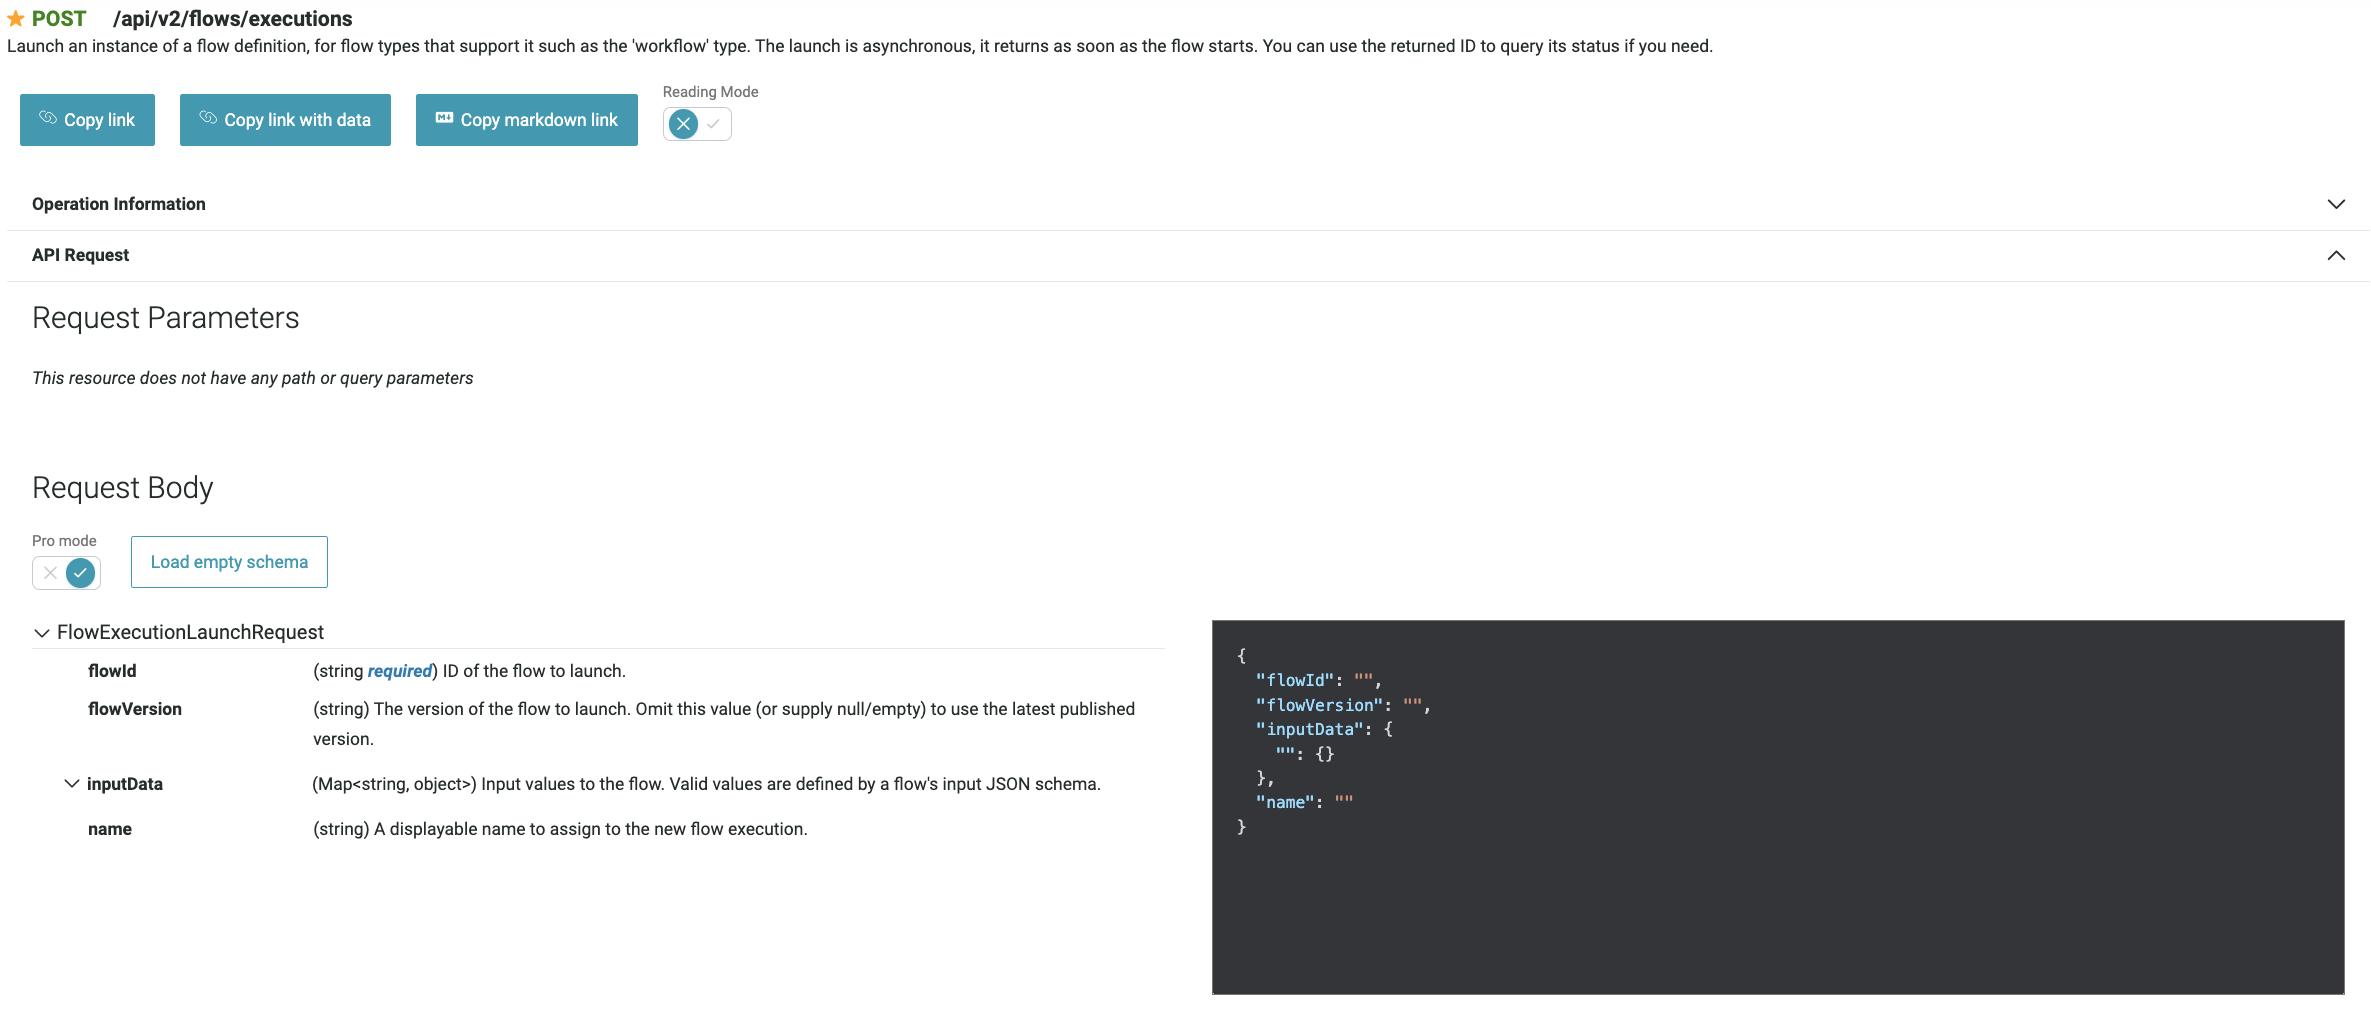 POST /api/v2/flows/executions
Launch an instance of a flow definition, for flow types that support it such as the 'workflow' type. The launch is asynchronous, it returns as soon as the flow starts. You can use the returned ID to query its status if you need.
Reading Mode
Copy link
Copy link with data
M↓ Copy markdown link
Operation Information
API Request
Request Parameters
This resource does not have any path or query parameters
Request Body
Pro mode
Load empty schema
FlowExecutionLaunchRequest
flowId (string required) ID of the flow to launch.
flowVersion (string) The version of the flow to launch. Omit this value (or supply null/empty) to use the latest published
version.
inputData (Map<string, object>) Input values to the flow. Valid values are defined by a flow's input JSON schema.
name (string) A displayable name to assign to the new flow execution.
{
"flowId": "",
"flowVersion": "",
"inputData": {
"": {}
},
"name": ""
}